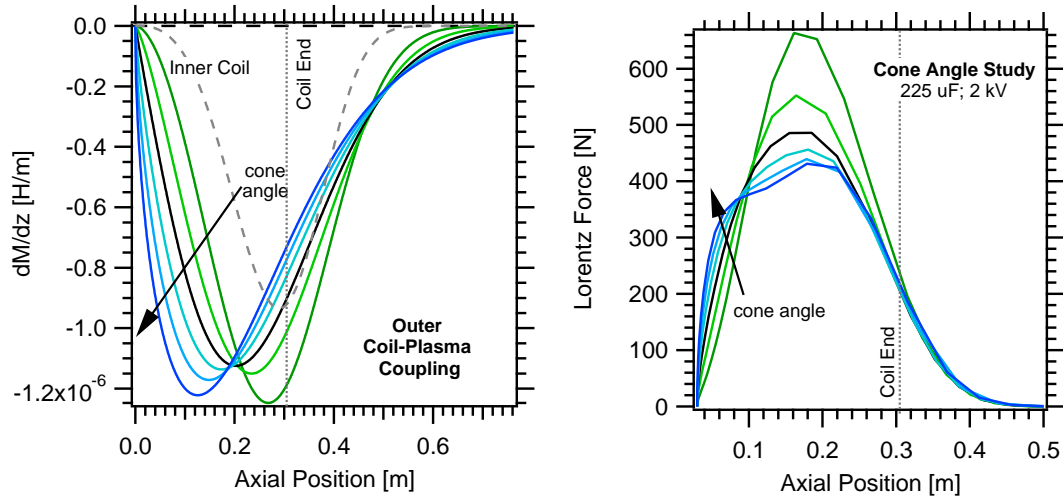 0.0
-0.2
-0.4
-0.6
-0.8
-1.0
-1.2x10⁻⁶
dM/dz [H/m]
Inner Coil
Coil End
cone
angle
Outer
Coil-Plasma
Coupling
0.0 0.2 0.4 0.6
Axial Position [m]
600
500
400
300
200
100
0
Lorentz Force [N]
Cone Angle Study
225 uF; 2 kV
cone angle
Coil End
0.1 0.2 0.3 0.4 0.5
Axial Position [m]